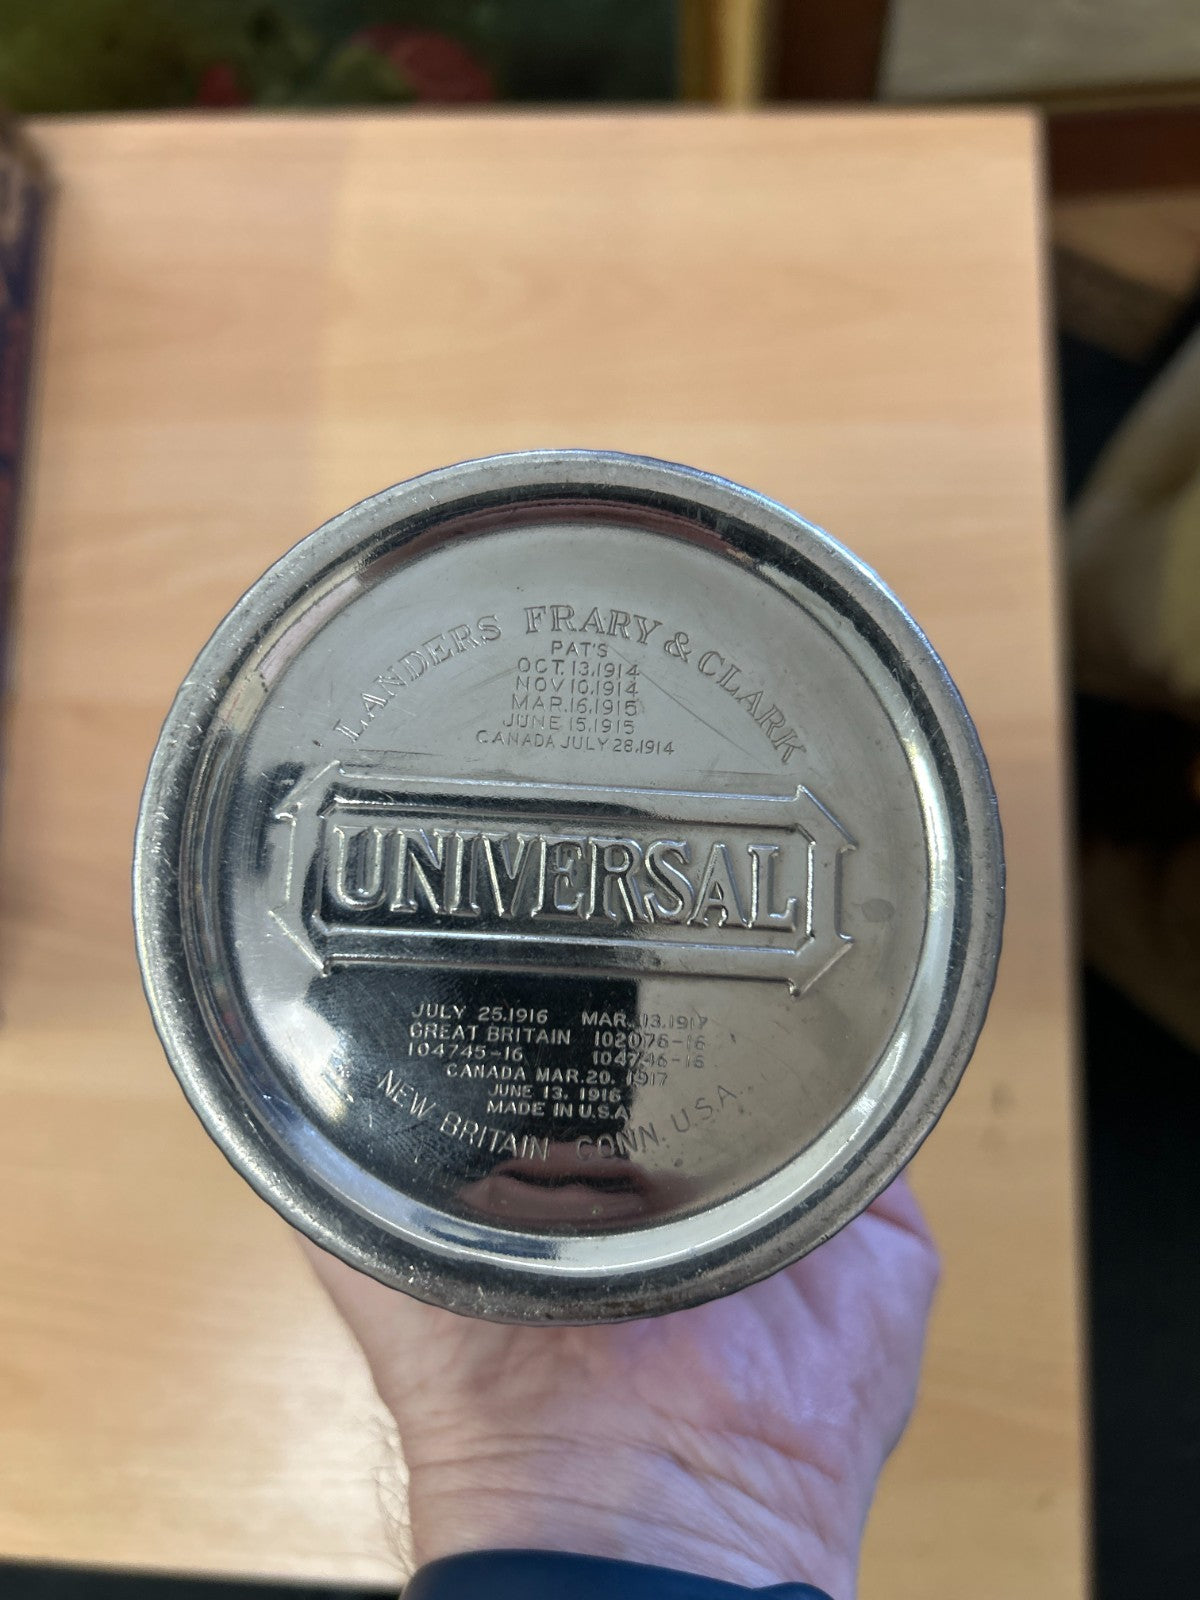 LANDERS FRARY & CLARK
PAT'S
OCT. 13. 1914
NOV 10. 1914
MAR. 16. 1915
JUNE 15. 1915
CANADA JULY 28. 1914
UNIVERSAL
JULY 25. 1916 MAR. 13. 1917
GREAT BRITAIN 102076-16
104745-16 104746-16
CANADA MAR. 20. 1917
JUNE 13. 1916
MADE IN U.S.A.
NEW BRITAIN CONN. U.S.A.